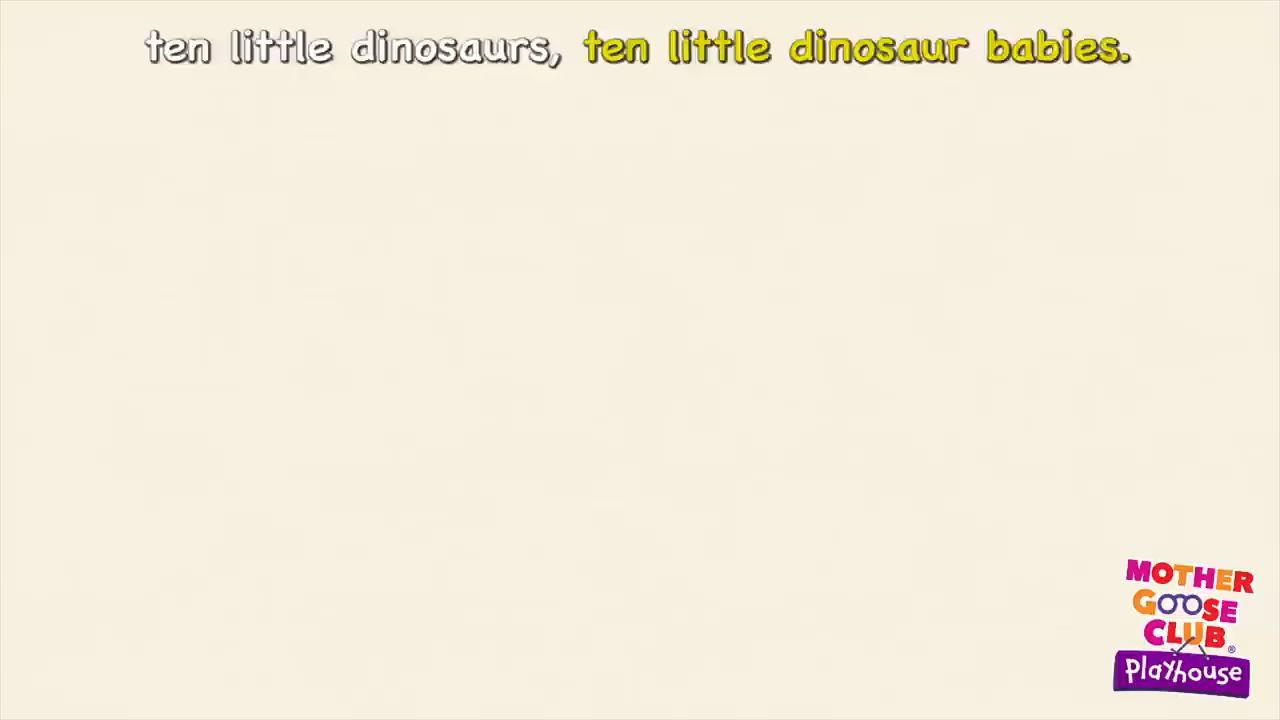 ten little dinosaurs, ten little dinosaur babies.
MOTHER
GOOSE
CLUB®
Playhouse